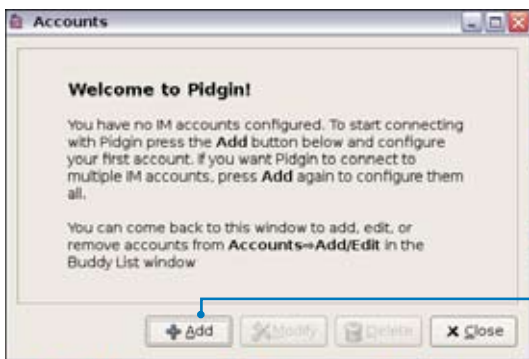 Accounts
Welcome to Pidgin!
You have no IM accounts configured. To start connecting
with Pidgin press the Add button below and configure
your first account. If you want Pidgin to connect to
multiple IM accounts, press Add again to configure them
all.
You can come back to this window to add, edit, or
remove accounts from Accounts⇒Add/Edit in the
Buddy List window
Add
Modify
Delete
Close